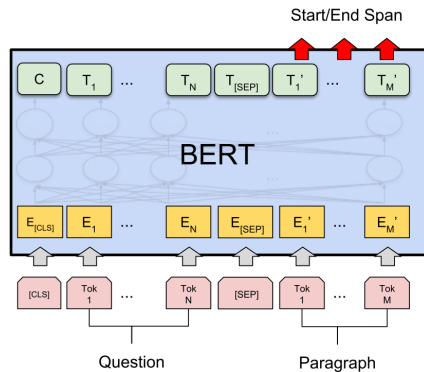 Start/End Span
C T1 ... TN T[SEP] T1' ... TM'
...
BERT
...
E[CLS] E1 ... EN E[SEP] E1' ... EM'
[CLS] Tok 1 ... Tok N [SEP] Tok 1 ... Tok M
Question Paragraph